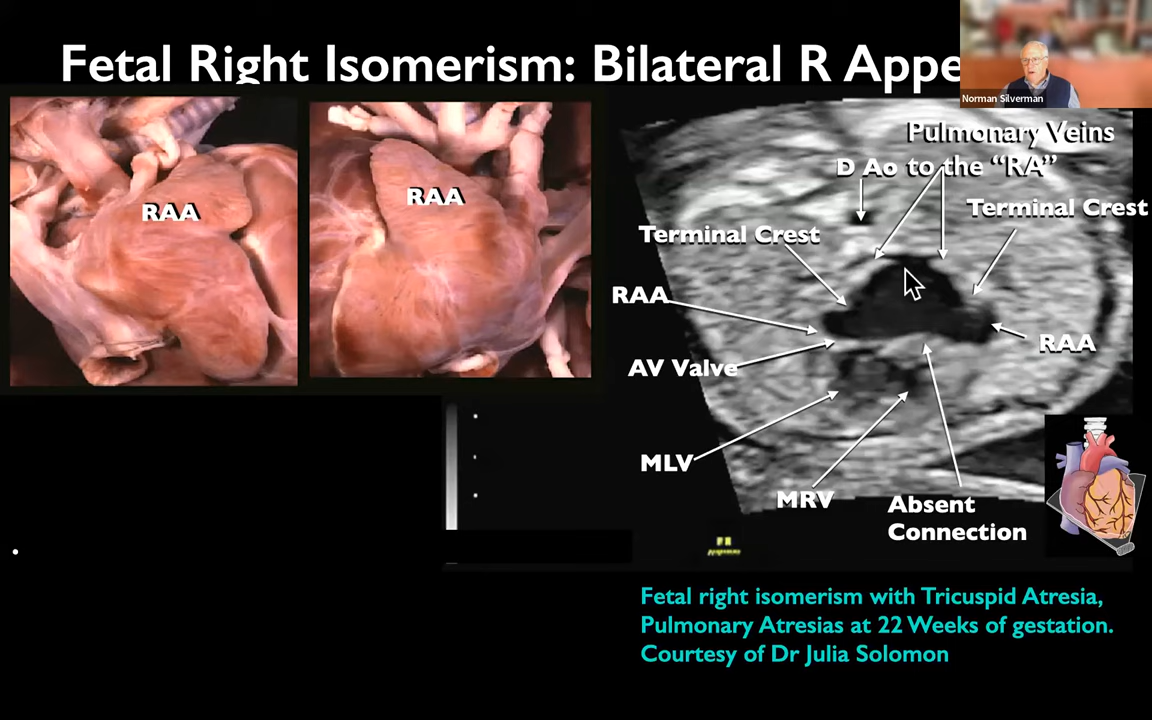 Fetal Right Isomerism: Bilateral R Appe
Norman Silverman
RAA
RAA
Pulmonary Veins
D Ao to the “RA”
Terminal Crest
Terminal Crest
RAA
RAA
AV Valve
MLV
MRV
Absent
Connection
Fetal right isomerism with Tricuspid Atresia,
Pulmonary Atresias at 22 Weeks of gestation.
Courtesy of Dr Julia Solomon